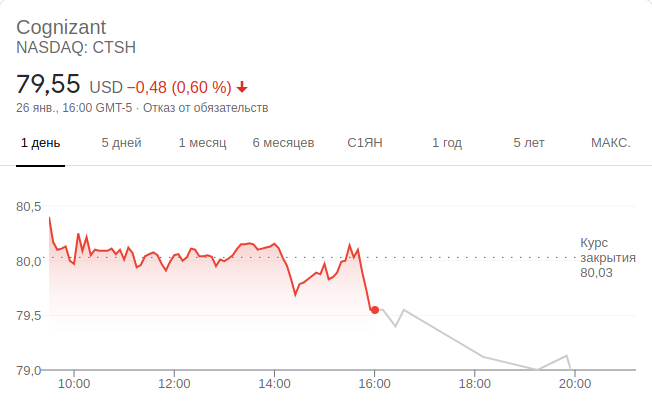 Cognizant
NASDAQ: CTSH
79,55 USD −0,48 (0,60 %)
26 янв., 16:00 GMT-5 · Отказ от обязательств
1 день 5 дней 1 месяц 6 месяцев С1ЯН 1 год 5 лет МАКС.
80,5
Курс
закрытия
80,03
80,0
79,5
79,0
10:00 12:00 14:00 16:00 18:00 20:00